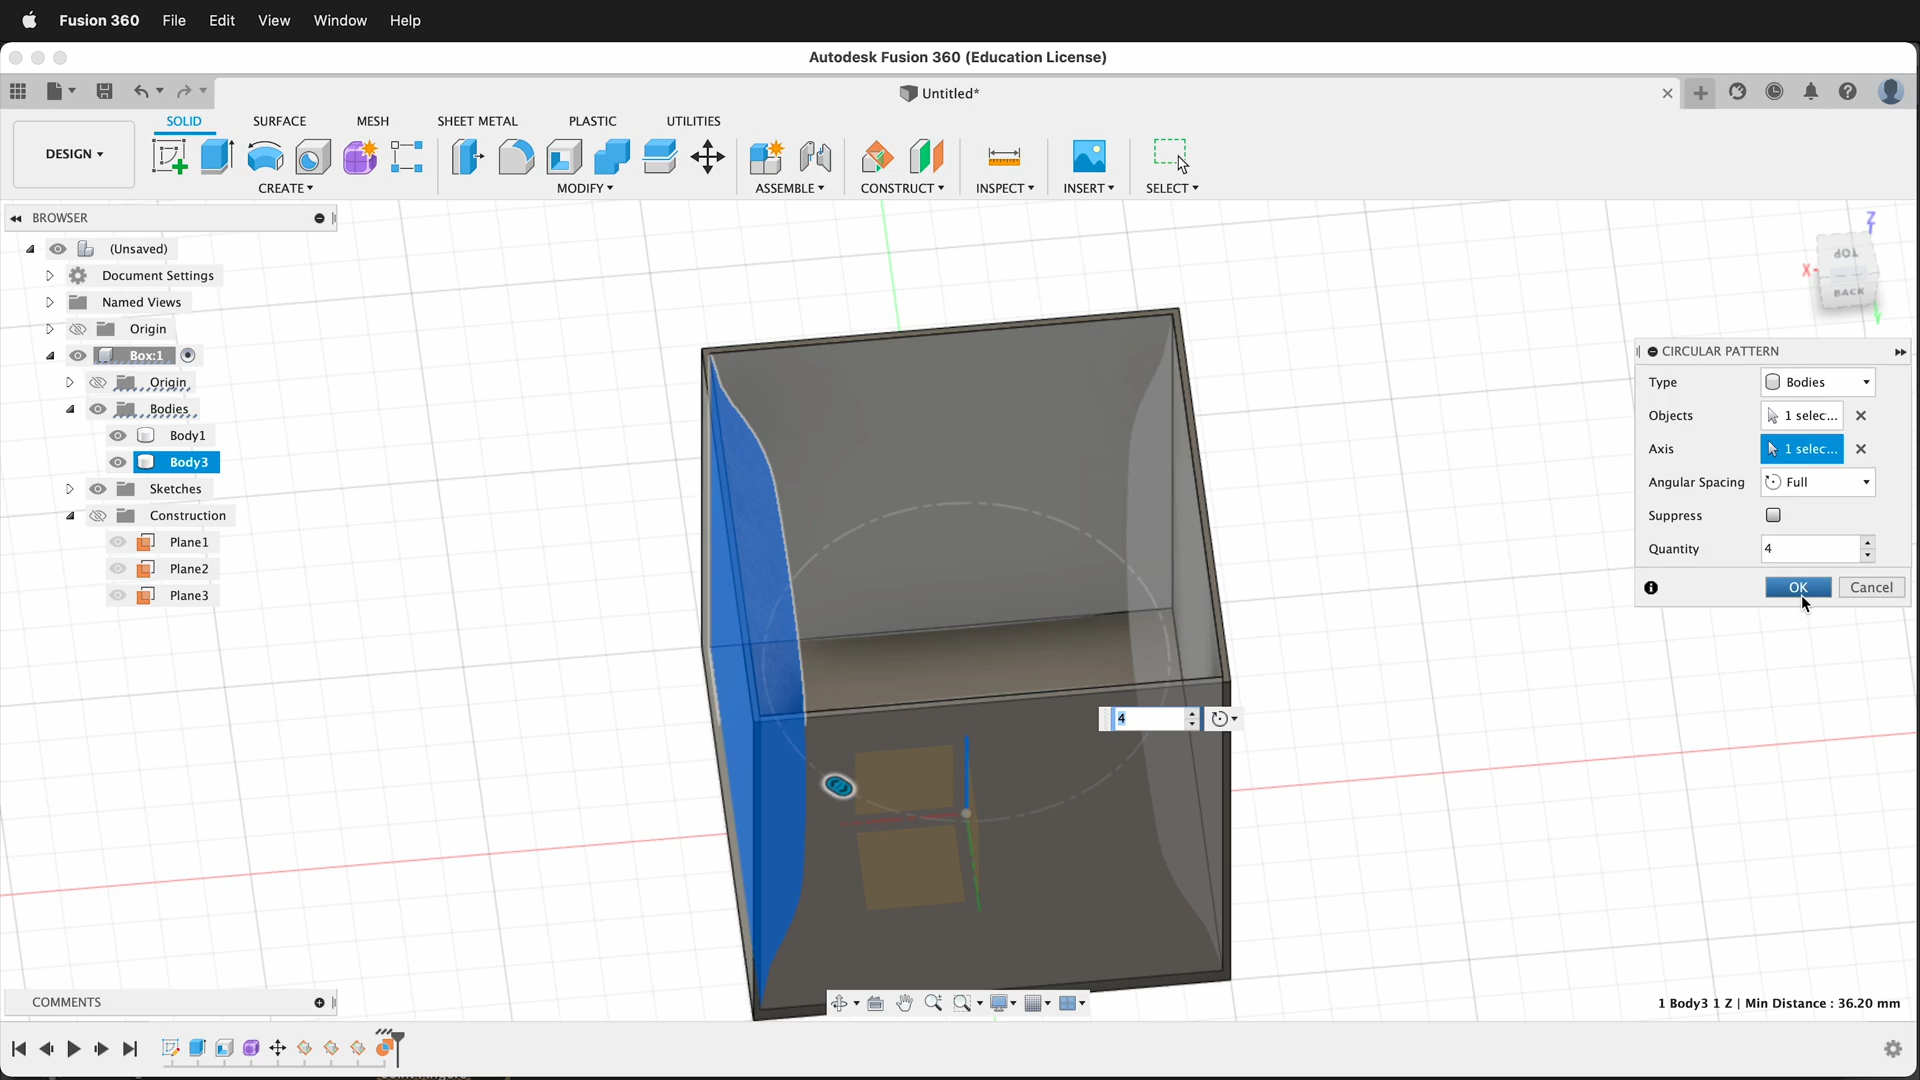 Fusion 360 File Edit View Window Help
Autodesk Fusion 360 (Education License)
Untitled*
SOLID SURFACE MESH SHEET METAL PLASTIC UTILITIES
DESIGN
CREATE MODIFY ASSEMBLE CONSTRUCT INSPECT INSERT SELECT
BROWSER
(Unsaved)
Document Settings
Named Views
Origin
Box:1
Origin
Bodies
Body1
Body3
Sketches
Construction
Plane1
Plane2
Plane3
Z
TOP
X
BACK
Y
CIRCULAR PATTERN
Type Bodies
Objects 1 selec...
Axis 1 selec...
Angular Spacing Full
Suppress
Quantity 4
OK Cancel
4
COMMENTS
1 Body3 1 Z | Min Distance : 36.20 mm